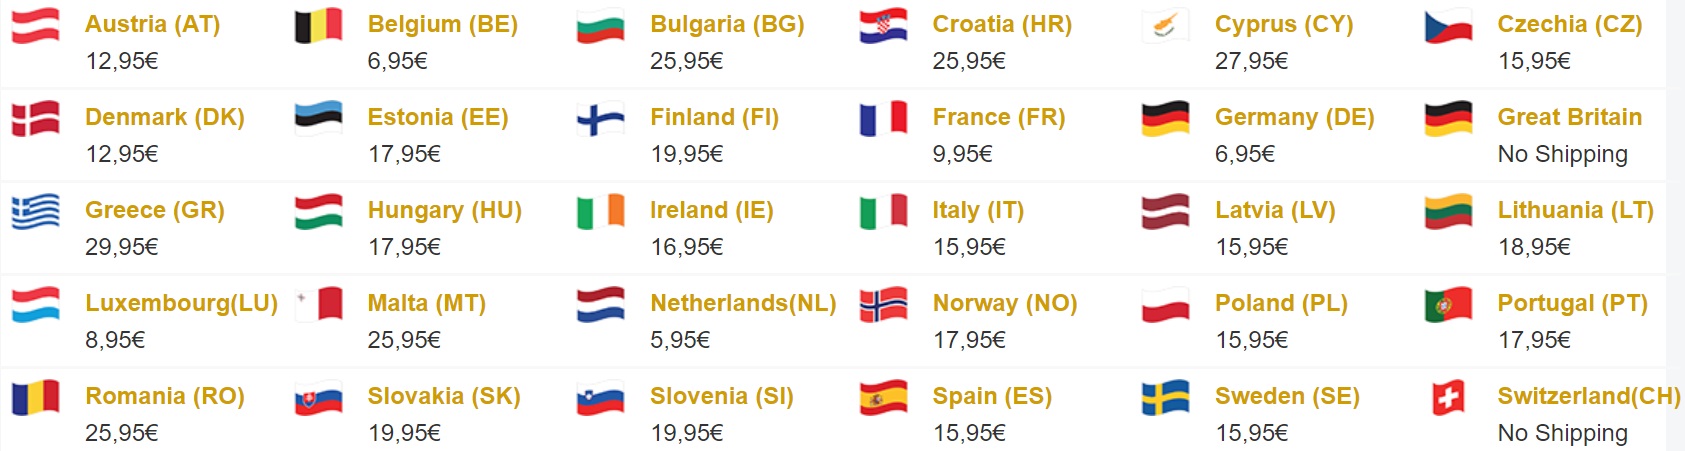 Austria (AT) Belgium (BE) Bulgaria (BG) Croatia (HR) Cyprus (CY) Czechia (CZ)
12,95€ 6,95€ 25,95€ 25,95€ 27,95€ 15,95€
Denmark (DK) Estonia (EE) Finland (FI) France (FR) Germany (DE) Great Britain
12,95€ 17,95€ 19,95€ 9,95€ 6,95€ No Shipping
Greece (GR) Hungary (HU) Ireland (IE) Italy (IT) Latvia (LV) Lithuania (LT)
29,95€ 17,95€ 16,95€ 15,95€ 15,95€ 18,95€
Luxembourg(LU) Malta (MT) Netherlands(NL) Norway (NO) Poland (PL) Portugal (PT)
8,95€ 25,95€ 5,95€ 17,95€ 15,95€ 17,95€
Romania (RO) Slovakia (SK) Slovenia (SI) Spain (ES) Sweden (SE) Switzerland(CH)
25,95€ 19,95€ 19,95€ 15,95€ 15,95€ No Shipping